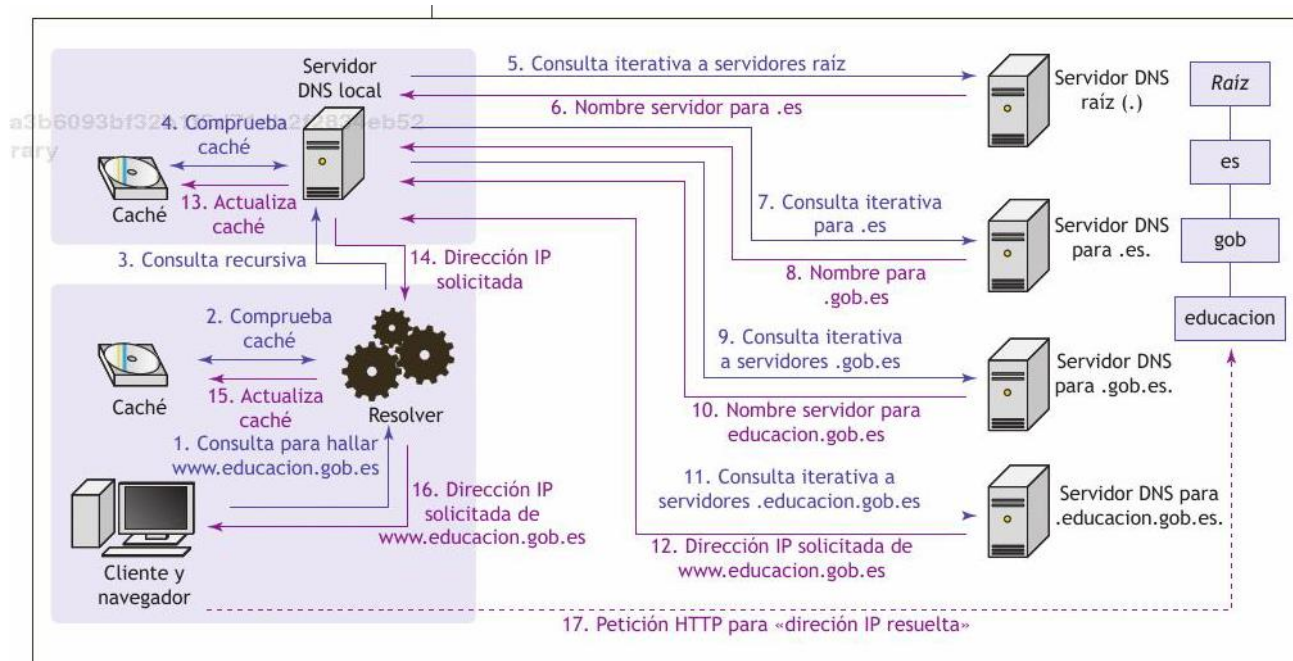 Servidor
DNS local
5. Consulta iterativa a servidores raíz
6. Nombre servidor para .es
Servidor DNS
raíz (.)
Raíz
4. Comprueba
caché
rary
Caché
13. Actualiza
caché
es
7. Consulta iterativa
para .es
Servidor DNS
para .es.
gob
3. Consulta recursiva
14. Dirección IP
solicitada
8. Nombre para
.gob.es
educacion
2. Comprueba
caché
9. Consulta iterativa
a servidores .gob.es
Servidor DNS
para .gob.es.
Caché
15. Actualiza
caché
Resolver
10. Nombre servidor para
educacion.gob.es
1. Consulta para hallar
www.educacion.gob.es
11. Consulta iterativa a
servidores .educacion.gob.es
16. Dirección IP
solicitada de
www.educacion.gob.es
Servidor DNS para
.educacion.gob.es.
12. Dirección IP solicitada de
www.educacion.gob.es
Cliente y
navegador
17. Petición HTTP para «direción IP resuelta»